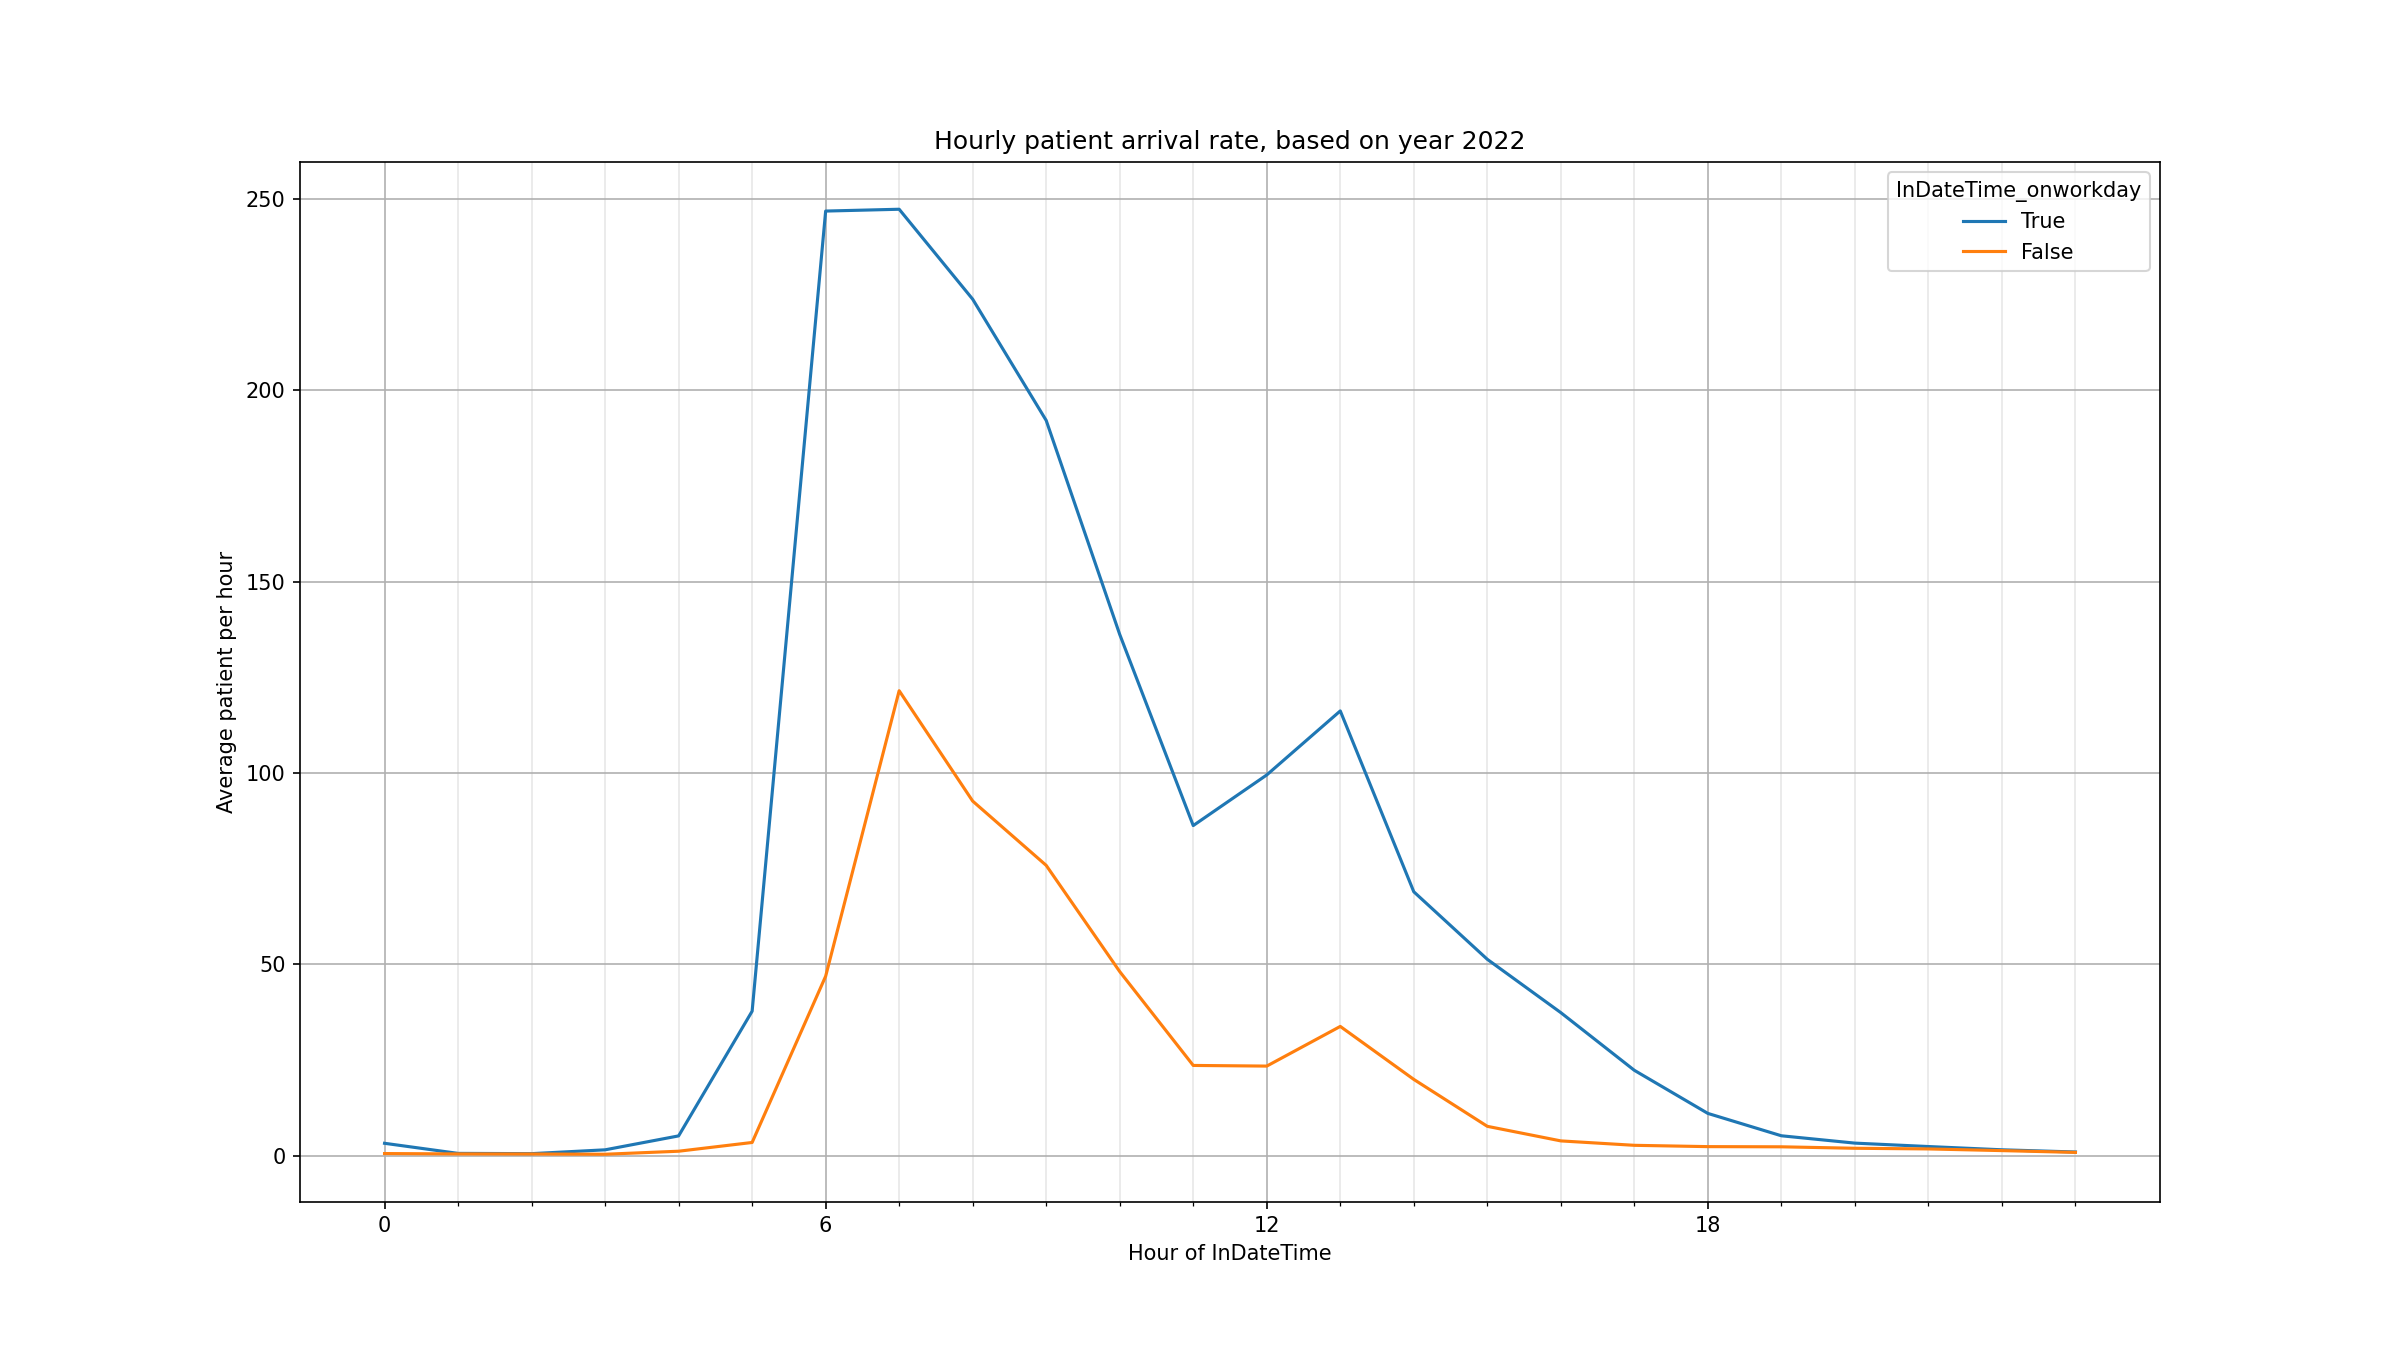 Hourly patient arrival rate, based on year 2022
InDateTime_onworkday
True
False
250
200
150
100
50
0
Average patient per hour
0 6 12 18
Hour of InDateTime